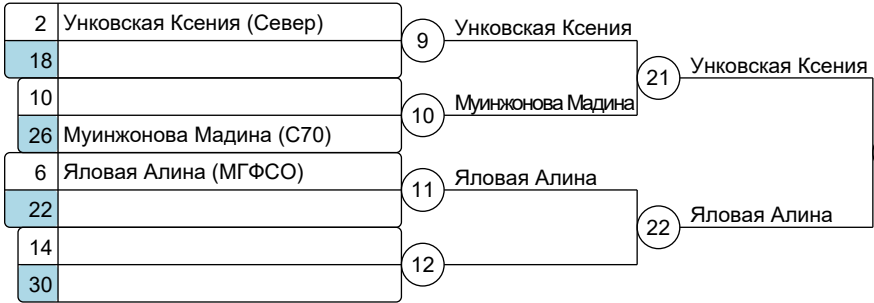 2 Унковская Ксения (Север)
18
9 Унковская Ксения
10
26 Муинжонова Мадина (С70)
10 Муинжонова Мадина
21 Унковская Ксения
6 Яловая Алина (МГФСО)
22
11 Яловая Алина
14
30
12
22 Яловая Алина